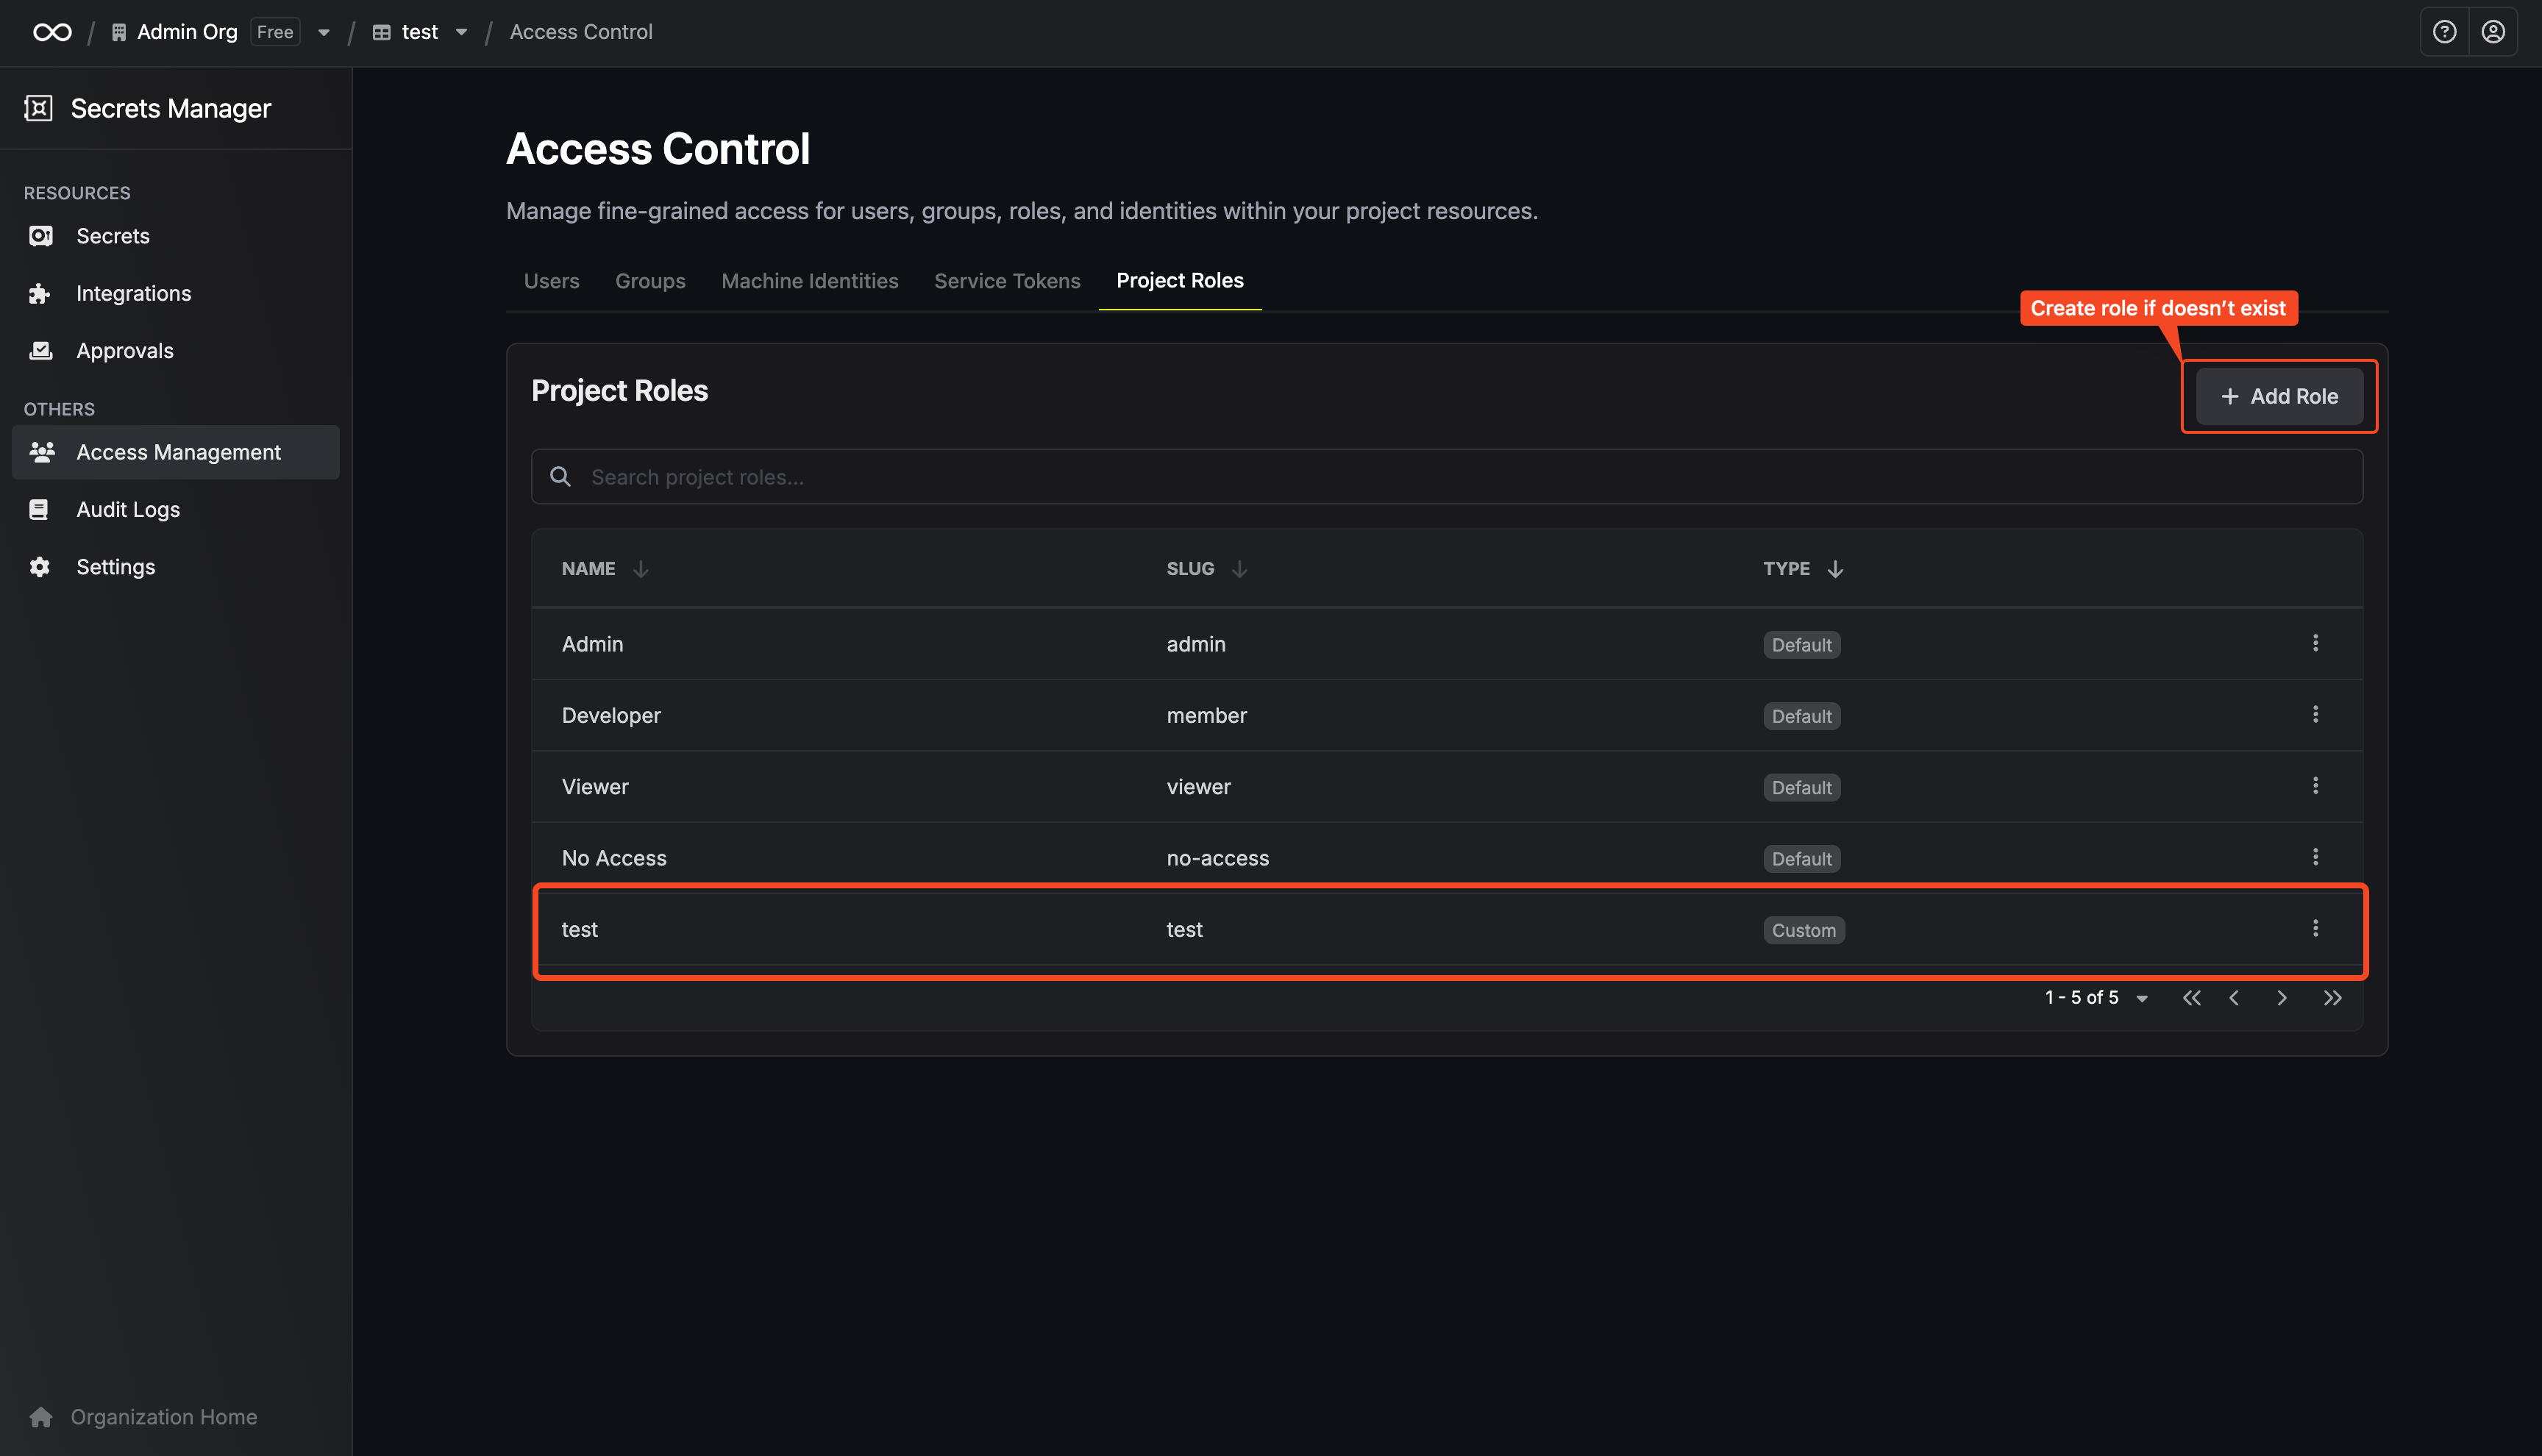 / Admin Org Free / test / Access Control
Secrets Manager
RESOURCES
Secrets
Integrations
Approvals
OTHERS
Access Management
Audit Logs
Settings
Organization Home
Access Control
Manage fine-grained access for users, groups, roles, and identities within your project resources.
Users Groups Machine Identities Service Tokens Project Roles
Create role if doesn’t exist
Project Roles
+ Add Role
Search project roles...
NAME SLUG TYPE
Admin admin Default
Developer member Default
Viewer viewer Default
No Access no-access Default
test test Custom
1 - 5 of 5